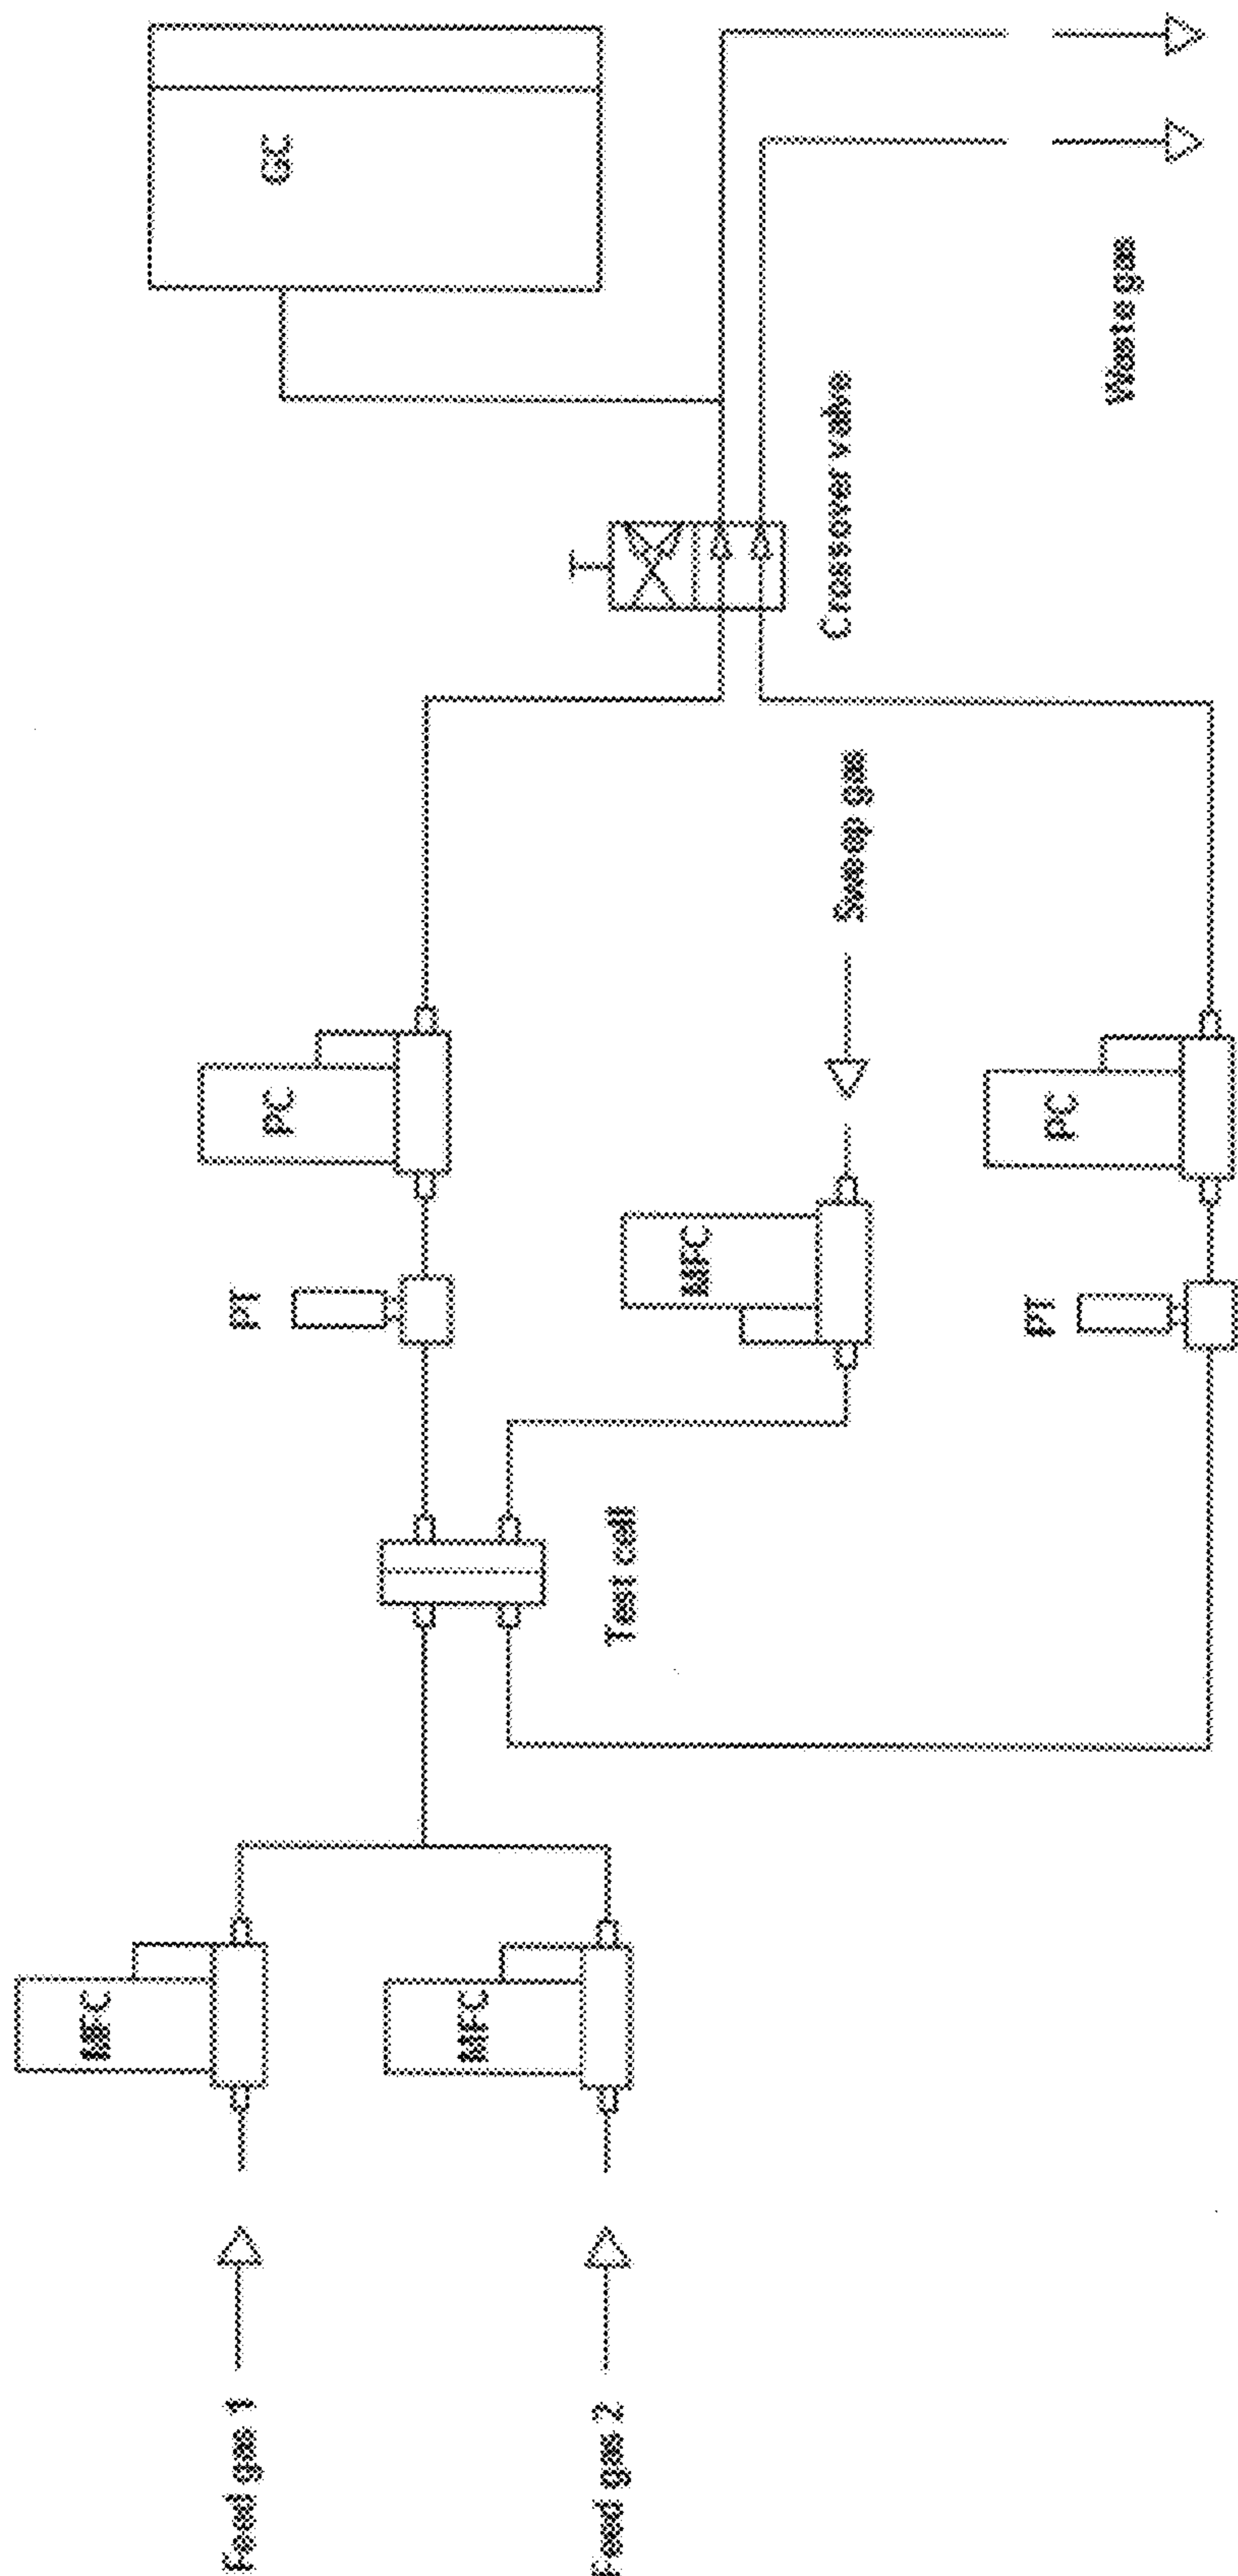 Feed gas 1
Feed gas 2
MFC
MFC
Test cell
PT
PC
MFC
Sweep gas
PT
PC
Crossover valve
GC
Waste gas